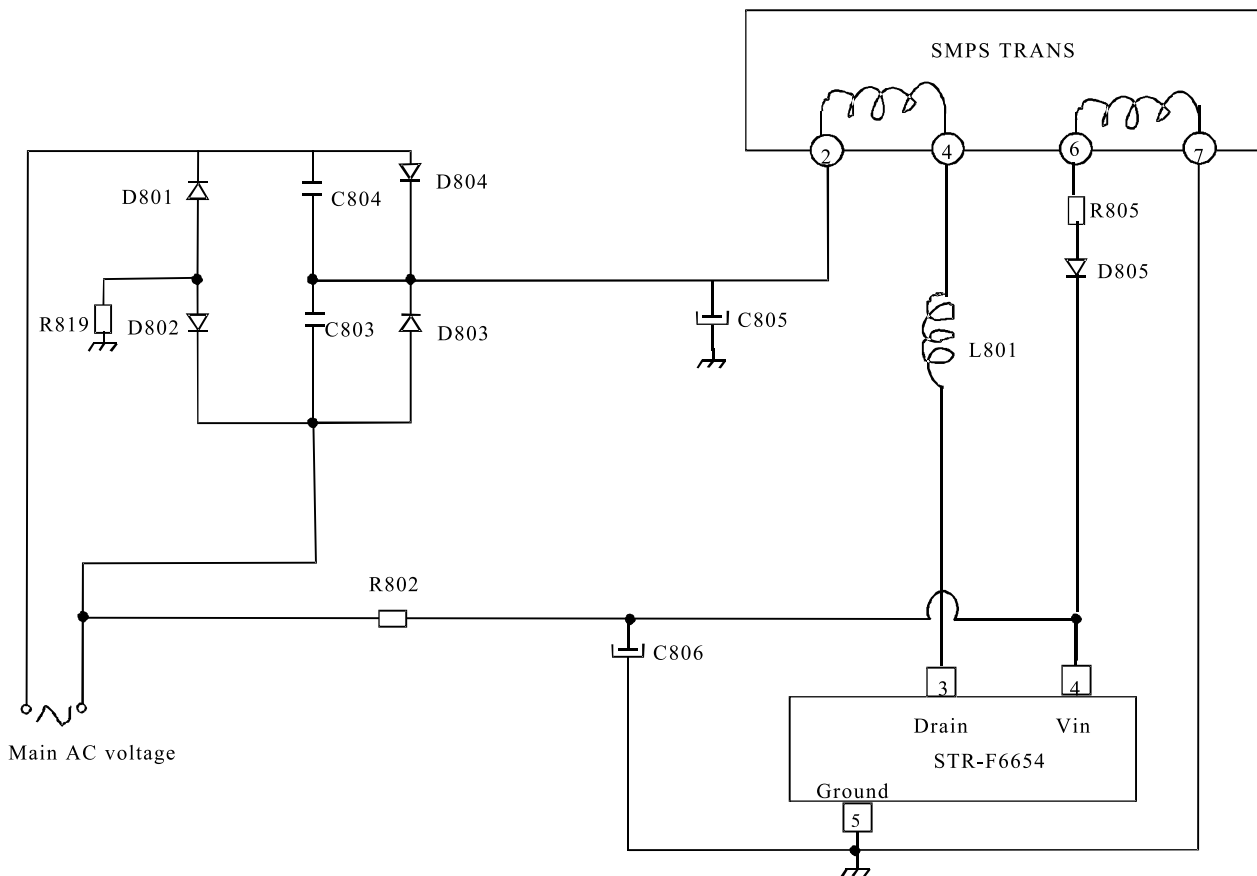 SMPS TRANS
2
4
6
7
D801
C804
D804
R805
D805
R819
D802
C803
D803
C805
L801
R802
C806
3
4
Main AC voltage
Drain
Vin
STR-F6654
Ground
5